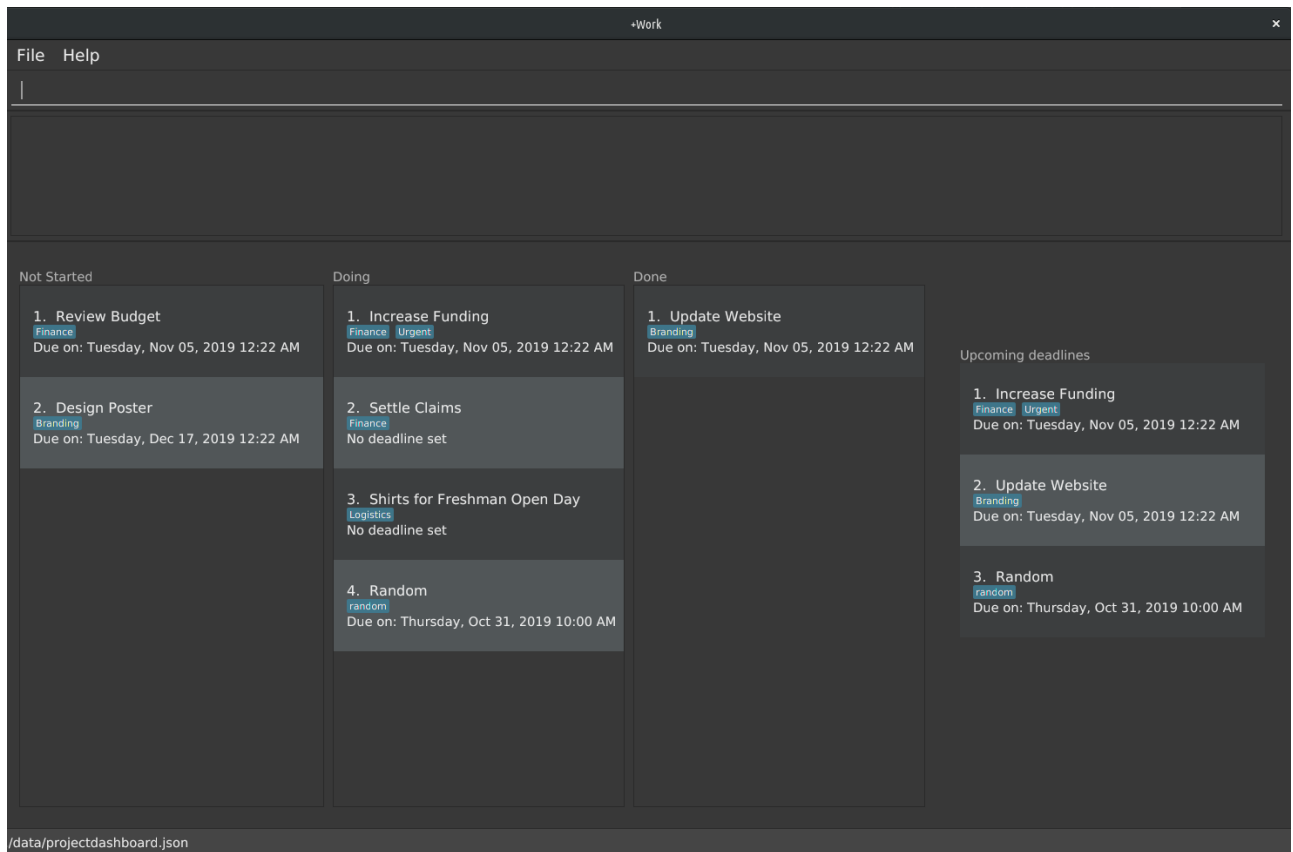 +Work
×
File Help
Not Started
1. Review Budget
Finance
Due on: Tuesday, Nov 05, 2019 12:22 AM
2. Design Poster
Branding
Due on: Tuesday, Dec 17, 2019 12:22 AM
Doing
1. Increase Funding
Finance Urgent
Due on: Tuesday, Nov 05, 2019 12:22 AM
2. Settle Claims
Finance
No deadline set
3. Shirts for Freshman Open Day
Logistics
No deadline set
4. Random
random
Due on: Thursday, Oct 31, 2019 10:00 AM
Done
1. Update Website
Branding
Due on: Tuesday, Nov 05, 2019 12:22 AM
Upcoming deadlines
1. Increase Funding
Finance Urgent
Due on: Tuesday, Nov 05, 2019 12:22 AM
2. Update Website
Branding
Due on: Tuesday, Nov 05, 2019 12:22 AM
3. Random
random
Due on: Thursday, Oct 31, 2019 10:00 AM
/data/projectdashboard.json